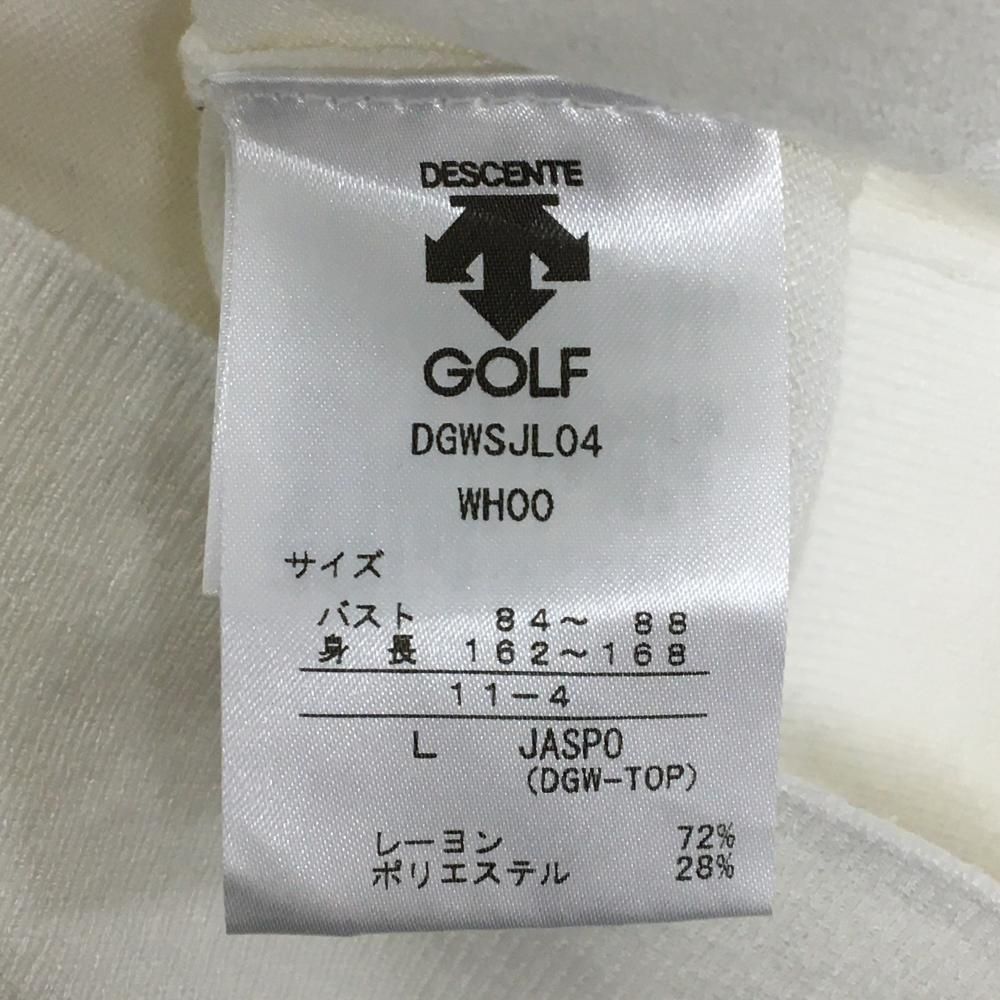 DESCENTE
GOLF
DGWSJL04
WH00
サイズ
バスト 84～ 88
身 長 162～168
11-4
L JASPO
(DGW-TOP)
レーヨン 72%
ポリエステル 28%